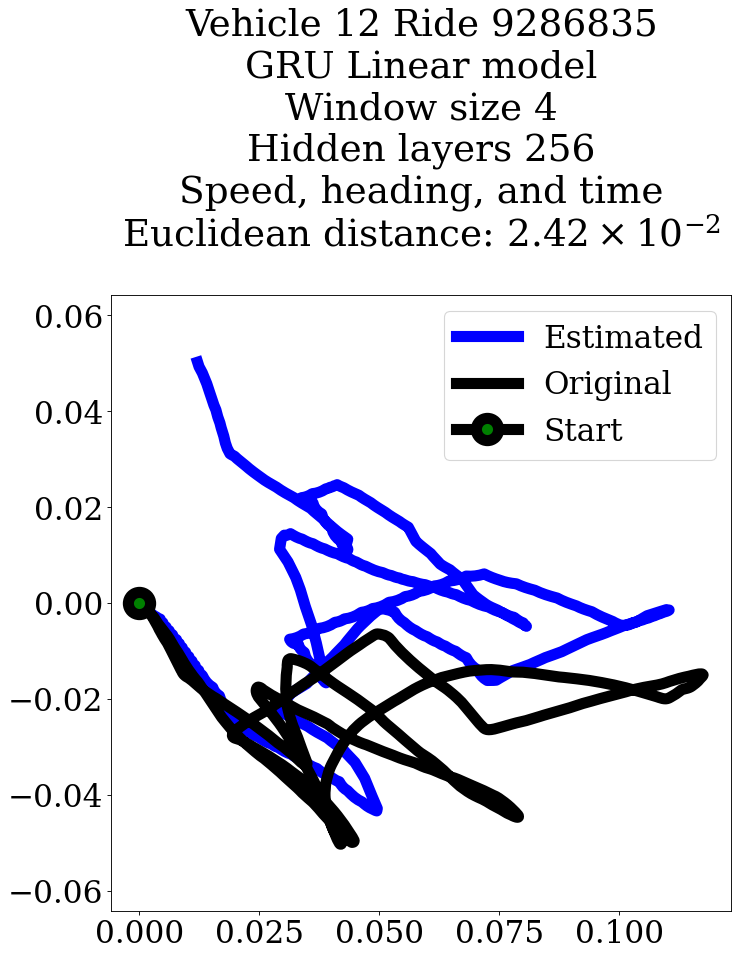 Vehicle 12 Ride 9286835
GRU Linear model
Window size 4
Hidden layers 256
Speed, heading, and time
Euclidean distance: 2.42 × 10⁻²
Estimated
Original
Start
0.06
0.04
0.02
0.00
−0.02
−0.04
−0.06
0.000 0.025 0.050 0.075 0.100